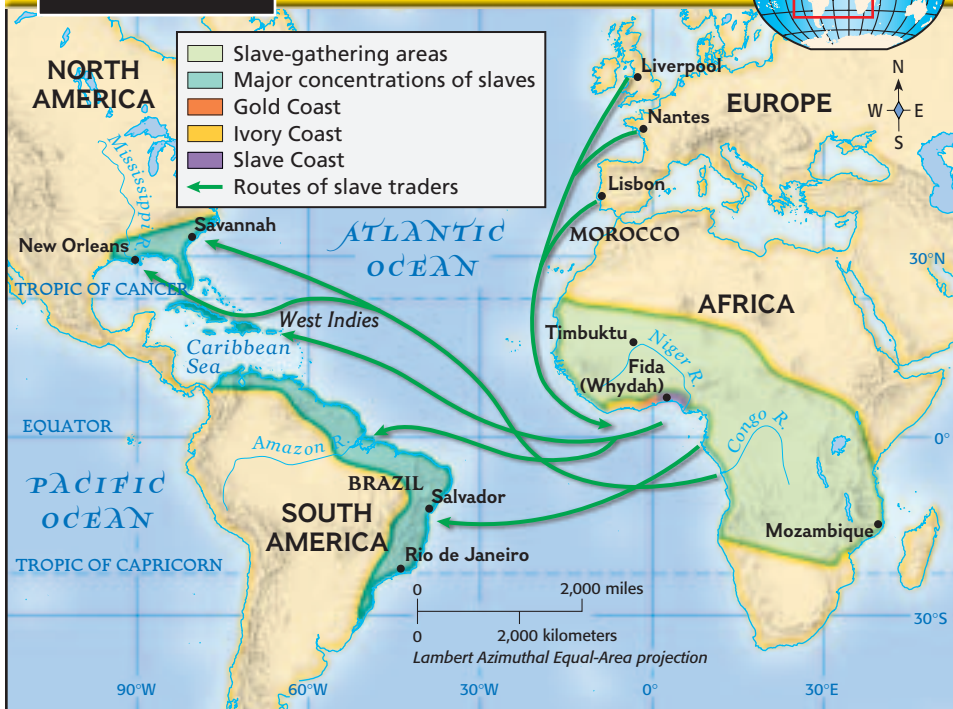 NORTH
AMERICA
Slave-gathering areas
Major concentrations of slaves
Gold Coast
Ivory Coast
Slave Coast
Routes of slave traders
Liverpool
EUROPE
Nantes
N
W
E
S
Lisbon
Mississippi R.
Savannah
New Orleans
ATLANTIC
OCEAN
MOROCCO
30°N
TROPIC OF CANCER
AFRICA
West Indies
Timbuktu
Niger R.
Caribbean
Sea
Fida
(Whydah)
EQUATOR
Amazon R.
Congo R.
0°
PACIFIC
OCEAN
BRAZIL
Salvador
SOUTH
AMERICA
Mozambique
Rio de Janeiro
TROPIC OF CAPRICORN
0
2,000 miles
0
2,000 kilometers
Lambert Azimuthal Equal-Area projection
30°S
90°W
60°W
30°W
0°
30°E